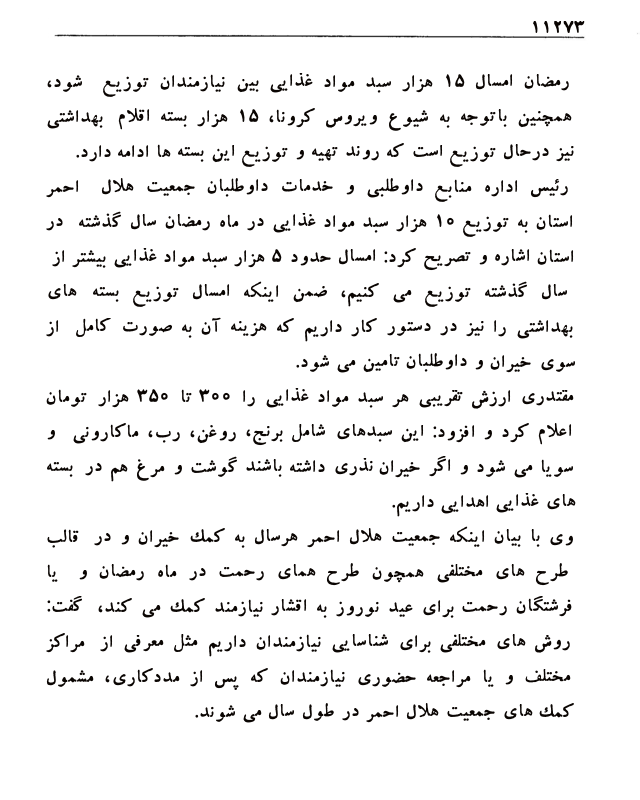 ۱۱۲۷۳
رمضان امسال ۱۵ هزار سبد مواد غذایی بین نیازمندان توزیع شود،
همچنین باتوجه به شیوع ویروس کرونا، ۱۵ هزار بسته اقلام بهداشتی
نیز درحال توزیع است که روند تهیه و توزیع این بسته ها ادامه دارد.
رئیس اداره منابع داوطلبی و خدمات داوطلبان جمعیت هلال احمر
استان به توزیع ۱۰ هزار سبد مواد غذایی در ماه رمضان سال گذشته در
استان اشاره و تصریح کرد: امسال حدود ۵ هزار سبد مواد غذایی بیشتر از
سال گذشته توزیع می کنیم، ضمن اینکه امسال توزیع بسته های
بهداشتی را نیز در دستور کار داریم که هزینه آن به صورت کامل از
سوی خیران و داوطلبان تامین می شود.
مقتدری ارزش تقریبی هر سبد مواد غذایی را ۳۰۰ تا ۳۵۰ هزار تومان
اعلام کرد و افزود: این سبدهای شامل برنج، روغن، رب، ماکارونی و
سویا می شود و اگر خیران نذری داشته باشند گوشت و مرغ هم در بسته
های غذایی اهدایی داریم.
وی با بیان اینکه جمعیت هلال احمر هرسال به کمك خیران و در قالب
طرح های مختلفی همچون طرح همای رحمت در ماه رمضان و یا
فرشتگان رحمت برای عید نوروز به اقشار نیازمند کمك می کند، گفت:
روش های مختلفی برای شناسایی نیازمندان داریم مثل معرفی از مراکز
مختلف و یا مراجعه حضوری نیازمندان که پس از مددکاری، مشمول
کمك های جمعیت هلال احمر در طول سال می شوند.